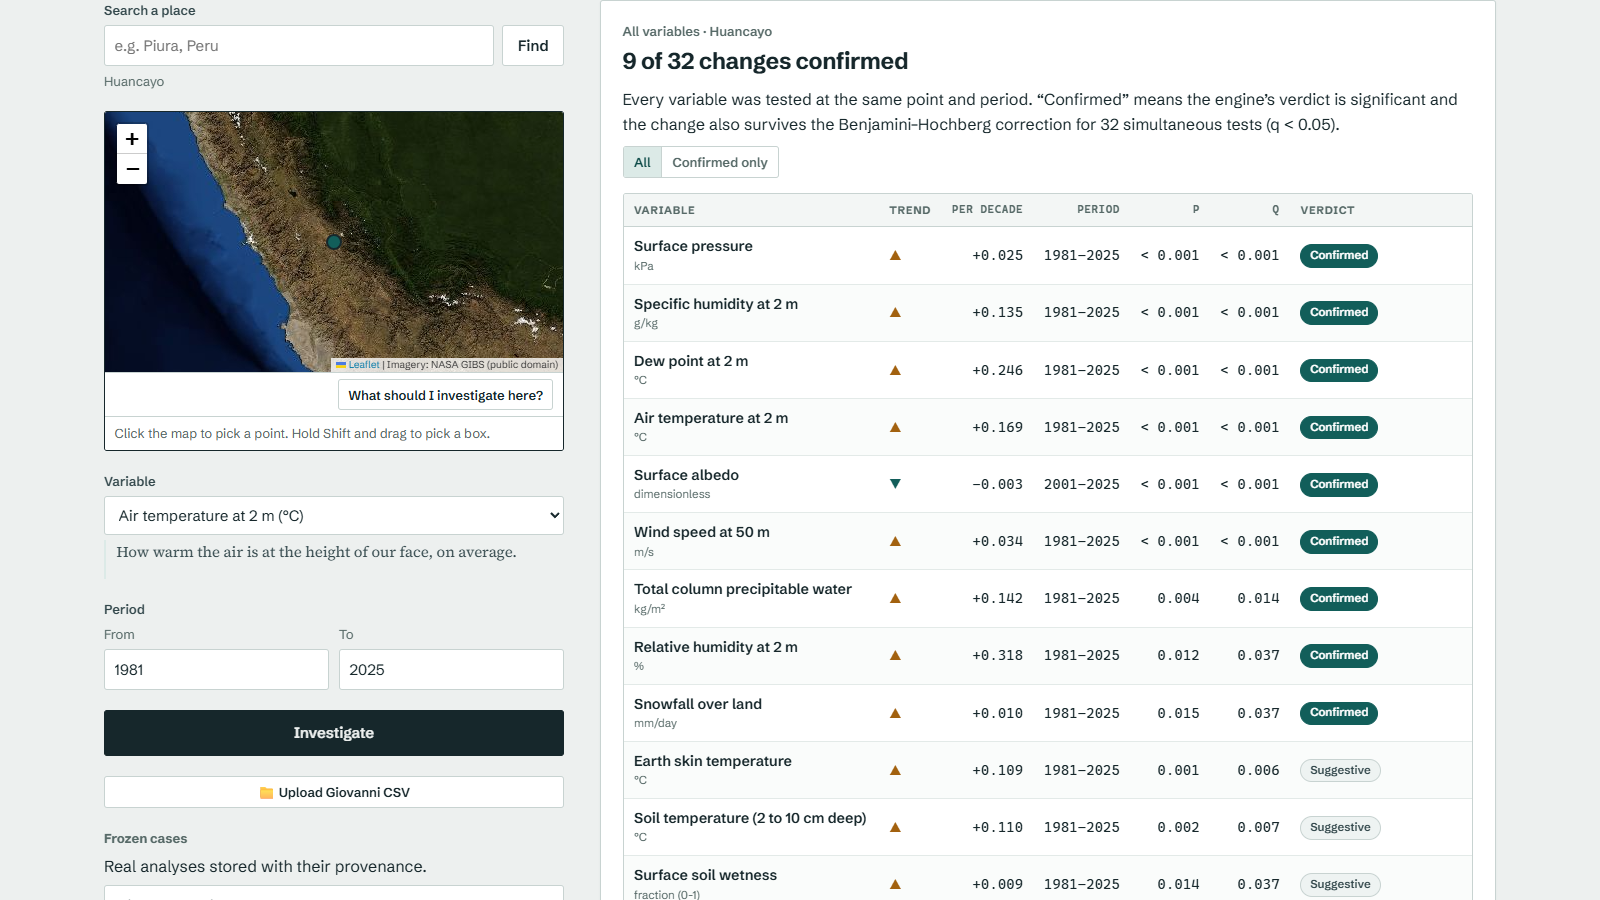 Search a place
e.g. Piura, Peru
Find
Huancayo
+
−
Leaflet | Imagery: NASA GIBS (public domain)
What should I investigate here?
Click the map to pick a point. Hold Shift and drag to pick a box.
Variable
Air temperature at 2 m (°C)
How warm the air is at the height of our face, on average.
Period
From To
1981 2025
Investigate
Upload Giovanni CSV
Frozen cases
Real analyses stored with their provenance.
All variables · Huancayo
9 of 32 changes confirmed
Every variable was tested at the same point and period. “Confirmed” means the engine’s verdict is significant and
the change also survives the Benjamini-Hochberg correction for 32 simultaneous tests (q < 0.05).
All Confirmed only
VARIABLE TREND PER DECADE PERIOD P Q VERDICT
Surface pressure ▲ +0.025 1981–2025 < 0.001 < 0.001 Confirmed
kPa
Specific humidity at 2 m ▲ +0.135 1981–2025 < 0.001 < 0.001 Confirmed
g/kg
Dew point at 2 m ▲ +0.246 1981–2025 < 0.001 < 0.001 Confirmed
°C
Air temperature at 2 m ▲ +0.169 1981–2025 < 0.001 < 0.001 Confirmed
°C
Surface albedo ▼ −0.003 2001–2025 < 0.001 < 0.001 Confirmed
dimensionless
Wind speed at 50 m ▲ +0.034 1981–2025 < 0.001 < 0.001 Confirmed
m/s
Total column precipitable water ▲ +0.142 1981–2025 0.004 0.014 Confirmed
kg/m²
Relative humidity at 2 m ▲ +0.318 1981–2025 0.012 0.037 Confirmed
%
Snowfall over land ▲ +0.010 1981–2025 0.015 0.037 Confirmed
mm/day
Earth skin temperature ▲ +0.109 1981–2025 0.001 0.006 Suggestive
°C
Soil temperature (2 to 10 cm deep) ▲ +0.110 1981–2025 0.002 0.007 Suggestive
°C
Surface soil wetness ▲ +0.009 1981–2025 0.014 0.037 Suggestive
fraction (0-1)